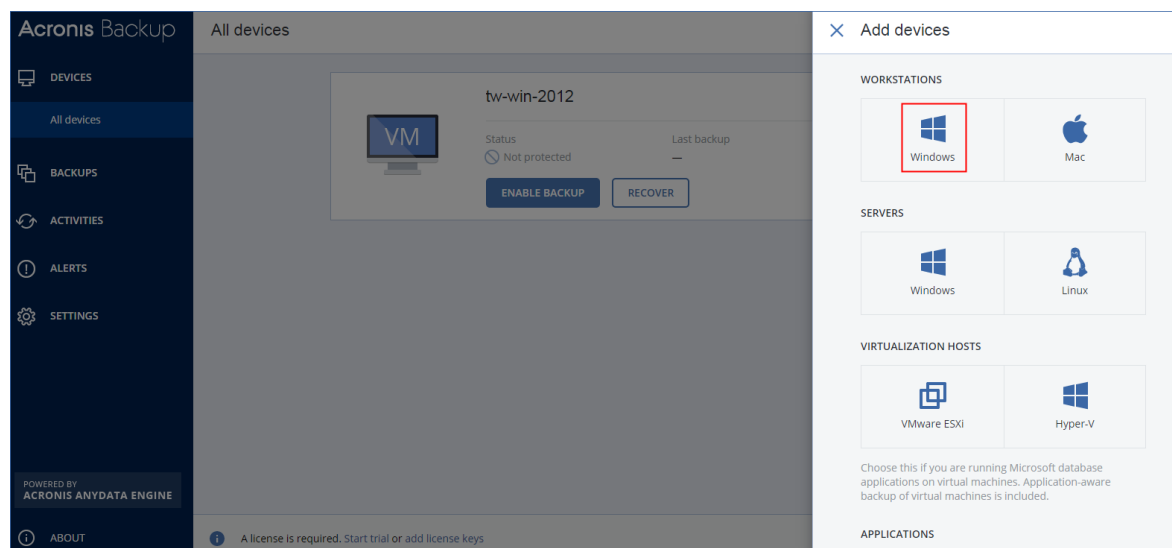 Acronis Backup
All devices
Add devices
DEVICES
All devices
BACKUPS
ACTIVITIES
ALERTS
SETTINGS
POWERED BY
ACRONIS ANYDATA ENGINE
ABOUT
VM
tw-win-2012
Status
Last backup
Not protected
—
ENABLE BACKUP
RECOVER
A license is required. Start trial or add license keys
WORKSTATIONS
Windows
Mac
SERVERS
Windows
Linux
VIRTUALIZATION HOSTS
VMware ESXi
Hyper-V
Choose this if you are running Microsoft database
applications on virtual machines. Application-aware
backup of virtual machines is included.
APPLICATIONS